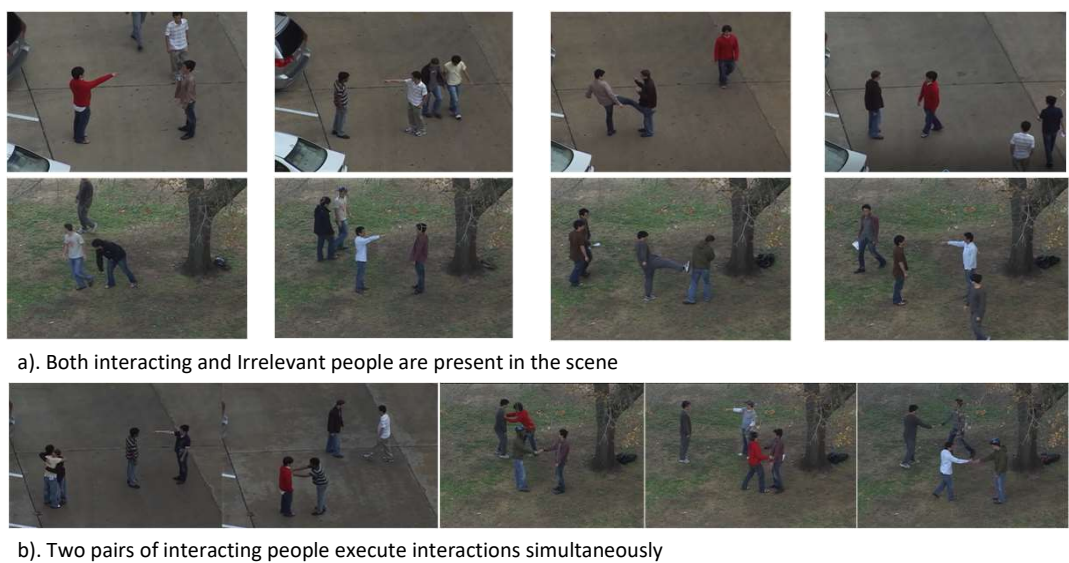 a). Both interacting and Irrelevant people are present in the scene
b). Two pairs of interacting people execute interactions simultaneously